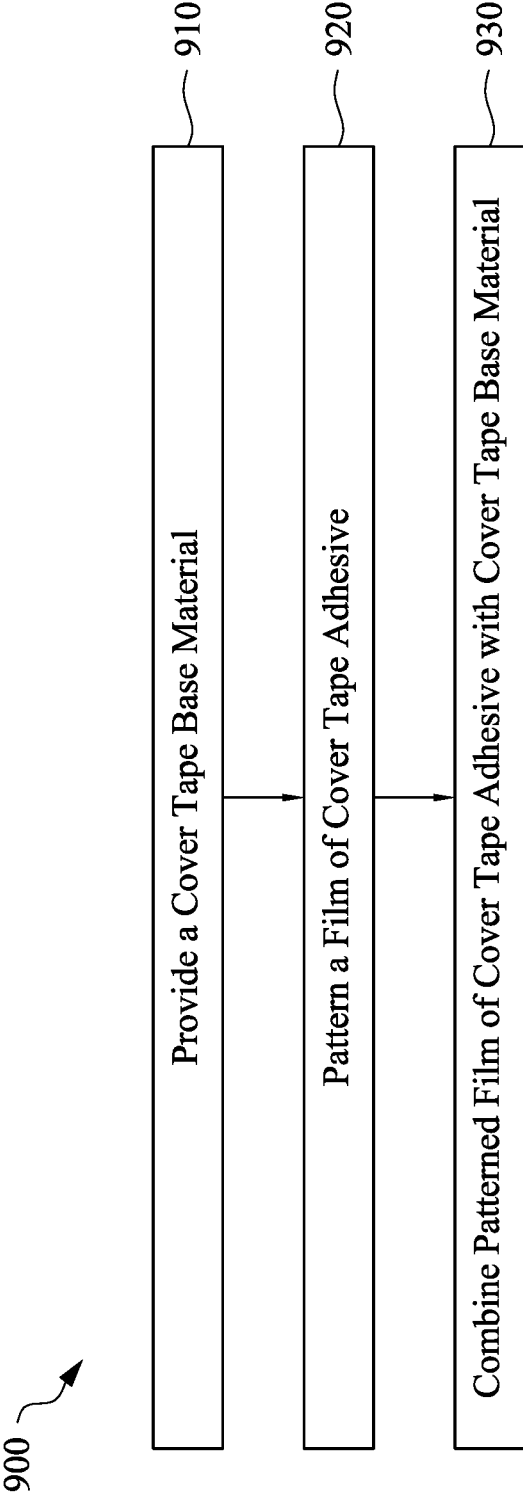 900
Provide a Cover Tape Base Material
910
Pattern a Film of Cover Tape Adhesive
920
Combine Patterned Film of Cover Tape Adhesive with Cover Tape Base Material
930